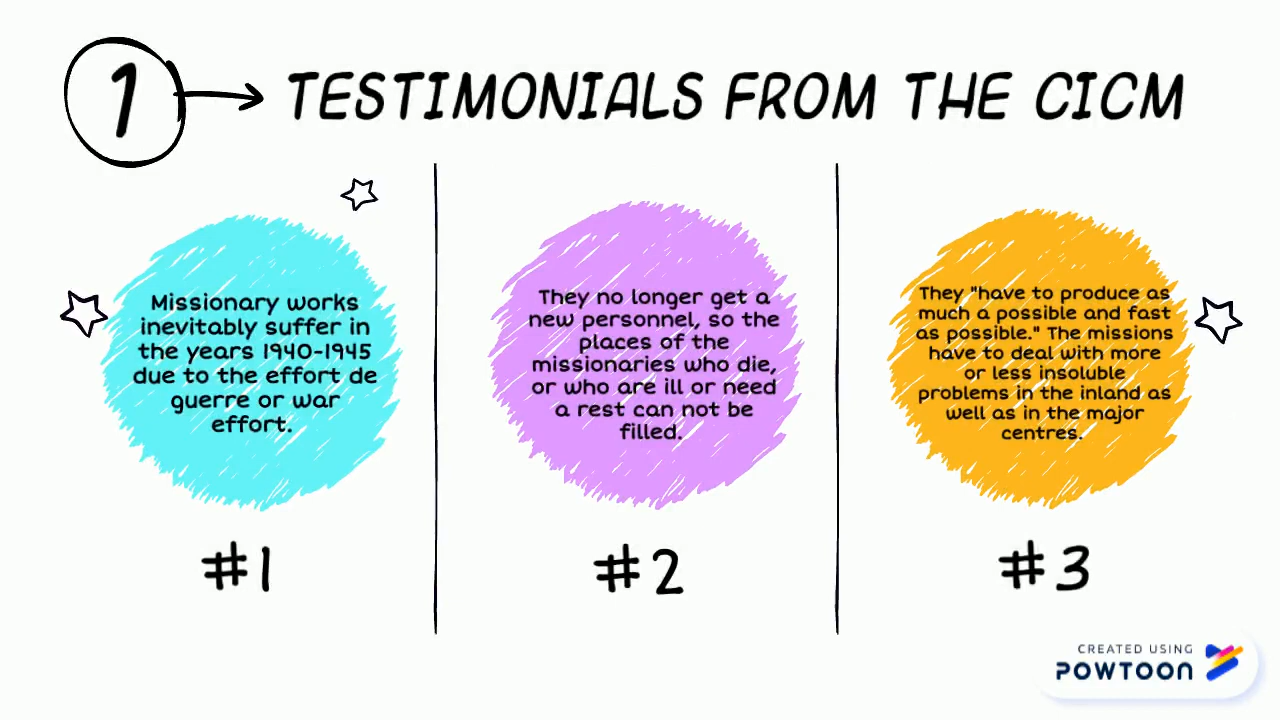 1
TESTIMONIALS FROM THE CICM
Missionary works
inevitably suffer in
the years 1940-1945
due to the effort de
guerre or war
effort.
#1
They no longer get a
new personnel, so the
places of the
missionaries who die,
or who are ill or need
a rest can not be
filled.
#2
They "have to produce as
much a possible and fast
as possible." The missions
have to deal with more
or less insoluble
problems in the inland as
well as in the major
centres.
#3
CREATED USING
POWTOON